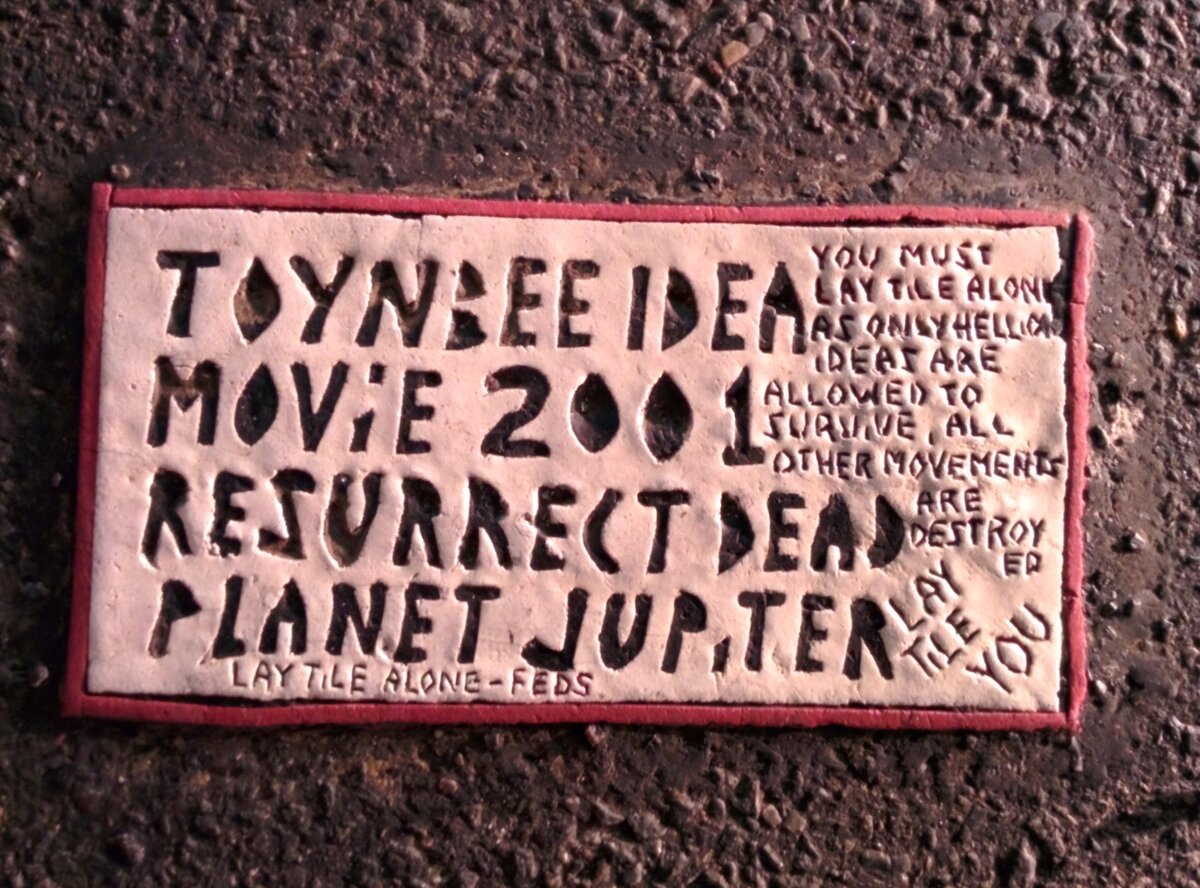 TOYNBEE IDEA
MOViE 2001
RESURRECT DEAD
PLANET JUPiTER
LAY TiLE ALONE-FEDS
YOU MUST
LAY TiLE ALONE
AS ONLY HELLION
iDEAS ARE
ALLOWED TO
SURVIVE, ALL
OTHER MOVEMENTS
ARE
DESTROY
ED
LAY
TiLE
YOU